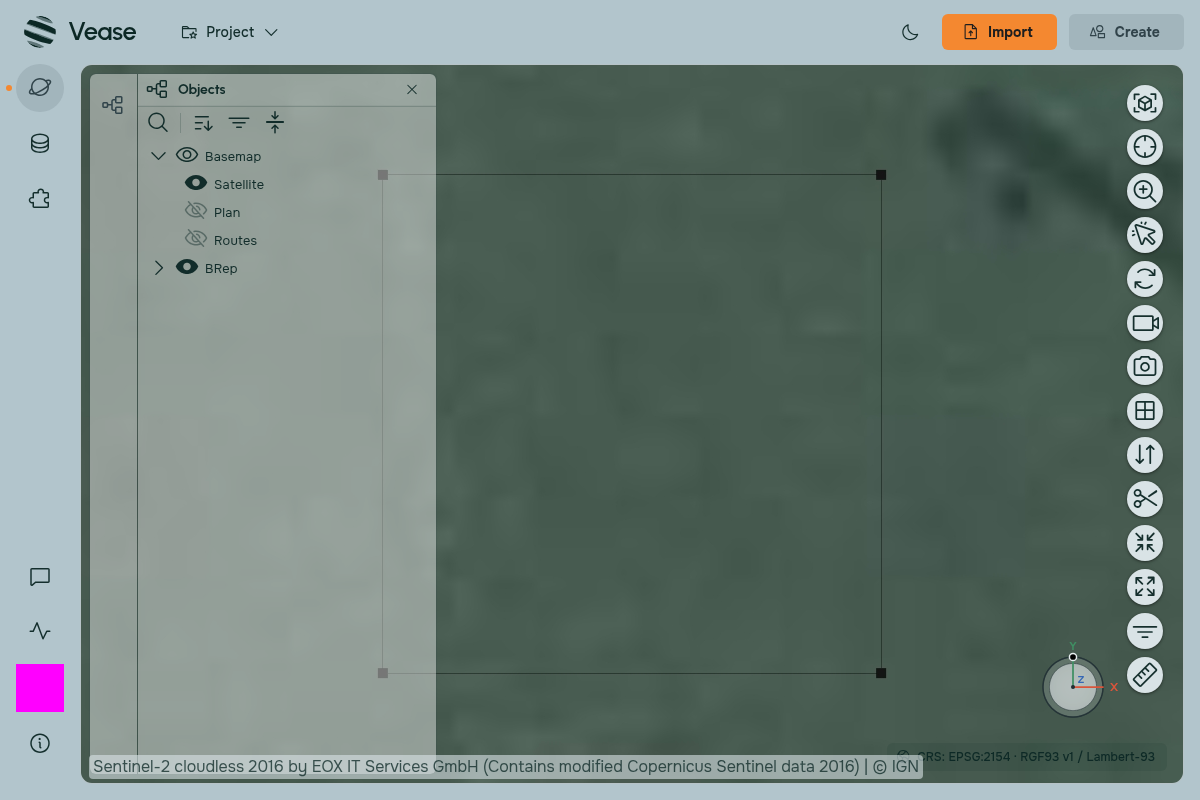 Vease
Project
Import
Create
Objects
Basemap
Satellite
Plan
Routes
BRep
Y
Z
X
CRS: EPSG:2154 · RGF93 v1 / Lambert-93
Sentinel-2 cloudless 2016 by EOX IT Services GmbH (Contains modified Copernicus Sentinel data 2016) | © IGN